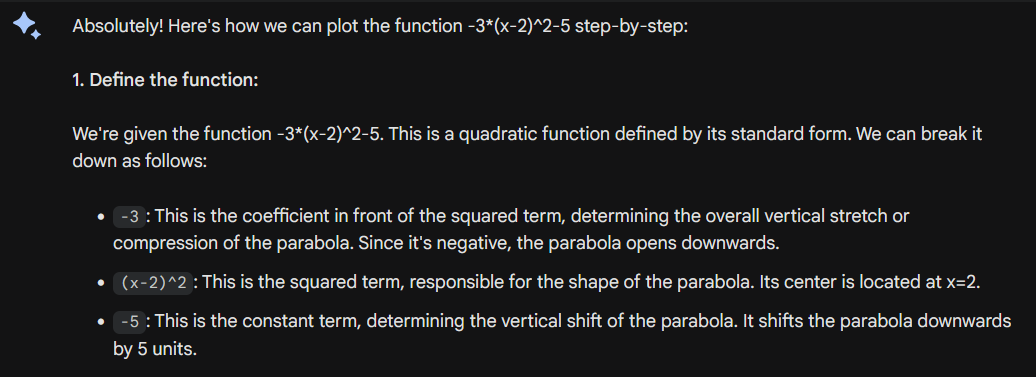 Absolutely! Here's how we can plot the function -3*(x-2)^2-5 step-by-step:
1. Define the function:
We're given the function -3*(x-2)^2-5. This is a quadratic function defined by its standard form. We can break it
down as follows:
• -3: This is the coefficient in front of the squared term, determining the overall vertical stretch or
compression of the parabola. Since it's negative, the parabola opens downwards.
• (x-2)^2: This is the squared term, responsible for the shape of the parabola. Its center is located at x=2.
• -5: This is the constant term, determining the vertical shift of the parabola. It shifts the parabola downwards
by 5 units.